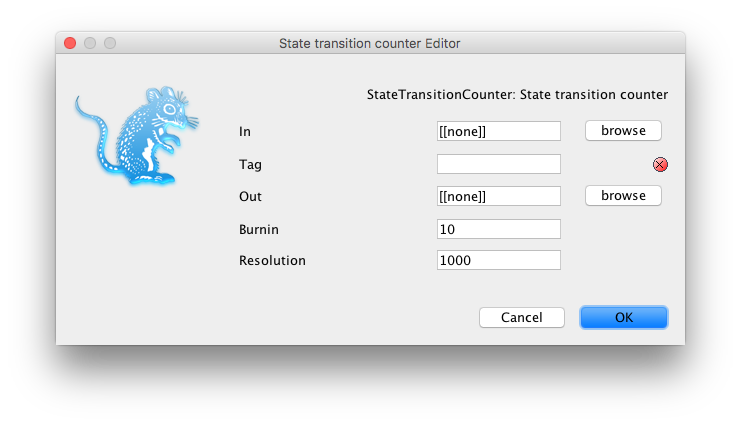 State transition counter Editor
StateTransitionCounter: State transition counter
In [[none]] browse
Tag
Out [[none]] browse
Burnin 10
Resolution 1000
Cancel OK